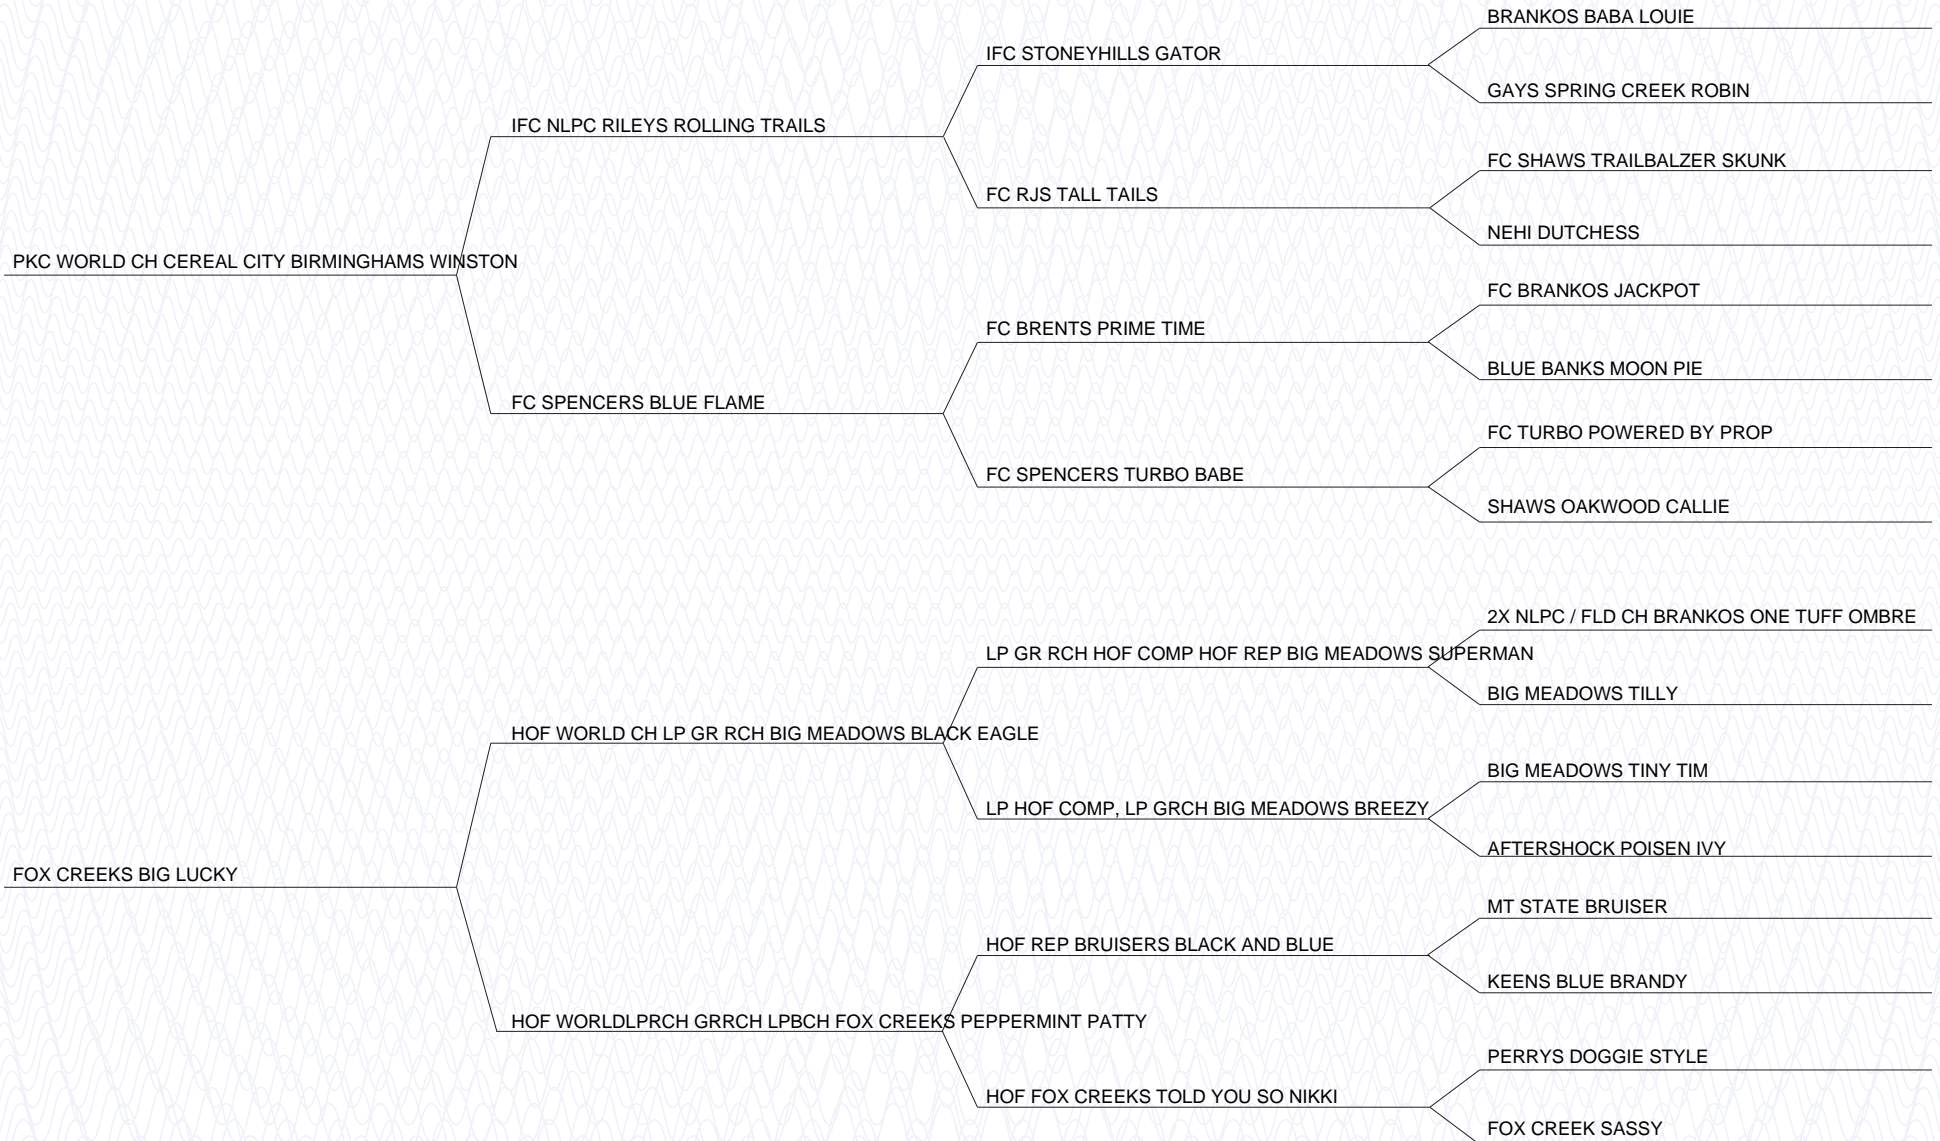 BRANKOS BABA LOUIE
IFC STONEYHILLS GATOR
GAYS SPRING CREEK ROBIN
IFC NLPC RILEYS ROLLING TRAILS
FC SHAWS TRAILBALZER SKUNK
FC RJS TALL TAILS
NEHI DUTCHESS
PKC WORLD CH CEREAL CITY BIRMINGHAMS WINSTON
FC BRANKOS JACKPOT
FC BRENTS PRIME TIME
BLUE BANKS MOON PIE
FC SPENCERS BLUE FLAME
FC TURBO POWERED BY PROP
FC SPENCERS TURBO BABE
SHAWS OAKWOOD CALLIE
2X NLPC / FLD CH BRANKOS ONE TUFF OMBRE
LP GR RCH HOF COMP HOF REP BIG MEADOWS SUPERMAN
BIG MEADOWS TILLY
HOF WORLD CH LP GR RCH BIG MEADOWS BLACK EAGLE
BIG MEADOWS TINY TIM
LP HOF COMP, LP GRCH BIG MEADOWS BREEZY
AFTERSHOCK POISEN IVY
FOX CREEKS BIG LUCKY
MT STATE BRUISER
HOF REP BRUISERS BLACK AND BLUE
KEENS BLUE BRANDY
HOF WORLDLPRCH GRRCH LPBCH FOX CREEKS PEPPERMINT PATTY
PERRYS DOGGIE STYLE
HOF FOX CREEKS TOLD YOU SO NIKKI
FOX CREEK SASSY